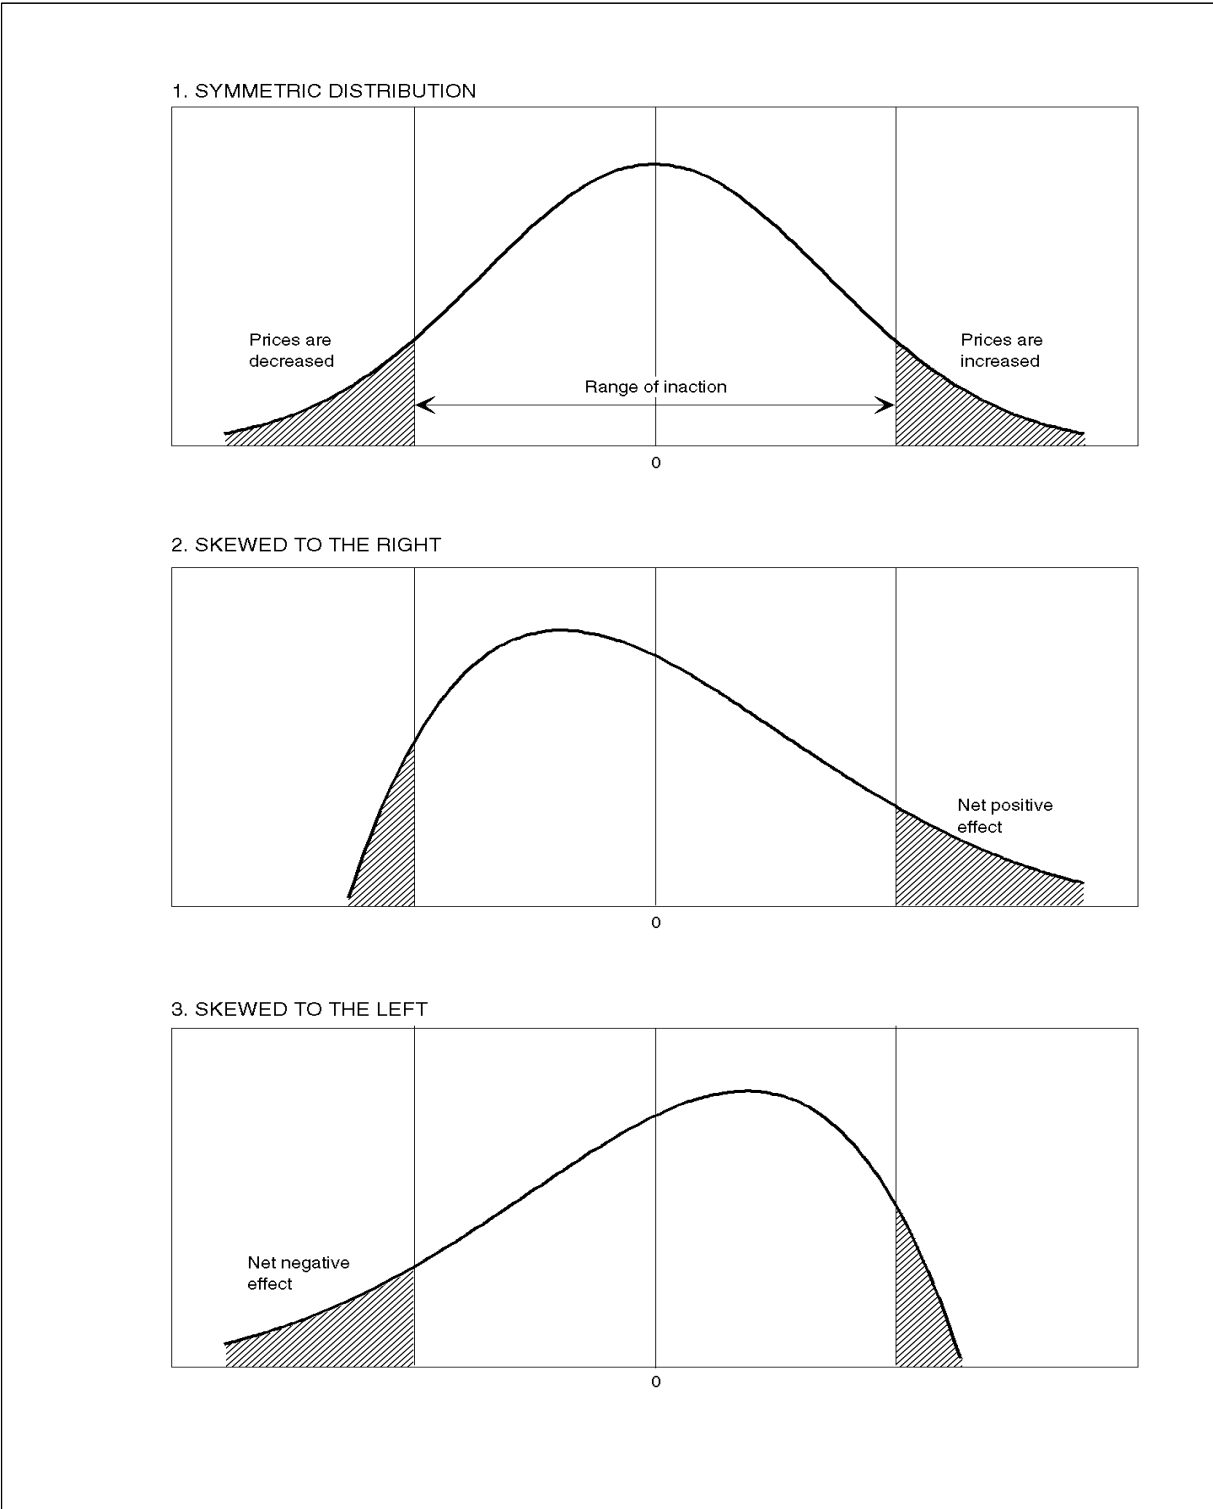 1. SYMMETRIC DISTRIBUTION
Prices are
decreased
Prices are
increased
Range of inaction
0
2. SKEWED TO THE RIGHT
Net positive
effect
0
3. SKEWED TO THE LEFT
Net negative
effect
0